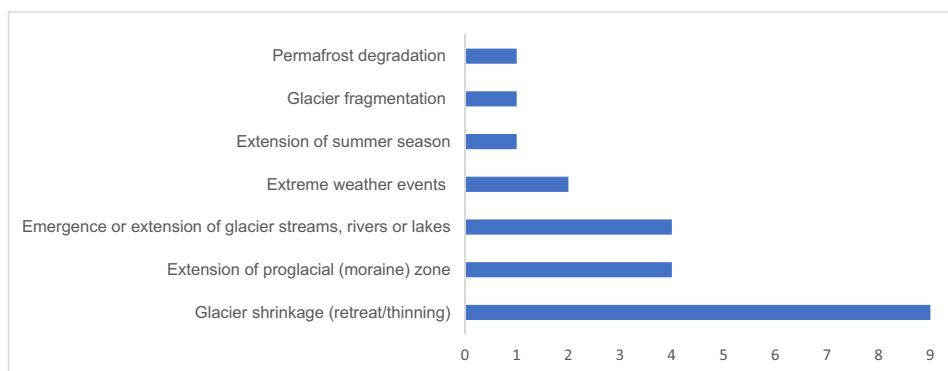 Permafrost degradation
Glacier fragmentation
Extension of summer season
Extreme weather events
Emergence or extension of glacier streams, rivers or lakes
Extension of proglacial (moraine) zone
Glacier shrinkage (retreat/thinning)
0 1 2 3 4 5 6 7 8 9